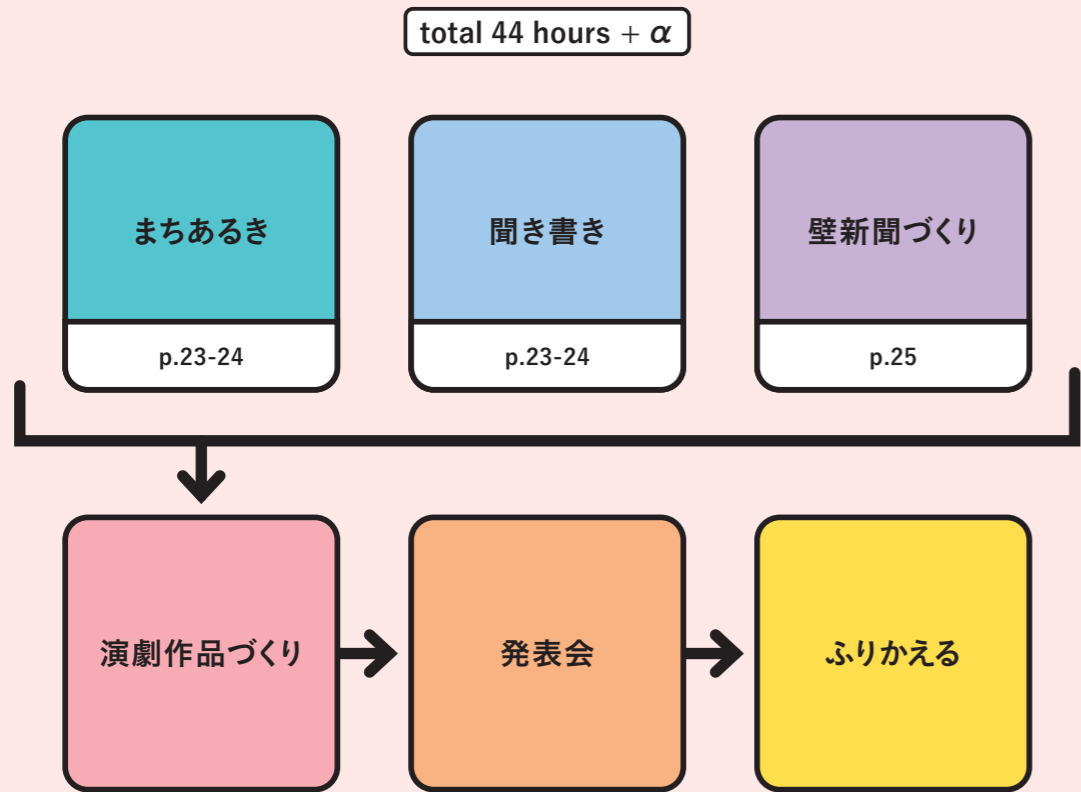 total 44 hours + α
まちあるき
聞き書き
壁新聞づくり
p.23-24
p.23-24
p.25
演劇作品づくり
発表会
ふりかえる